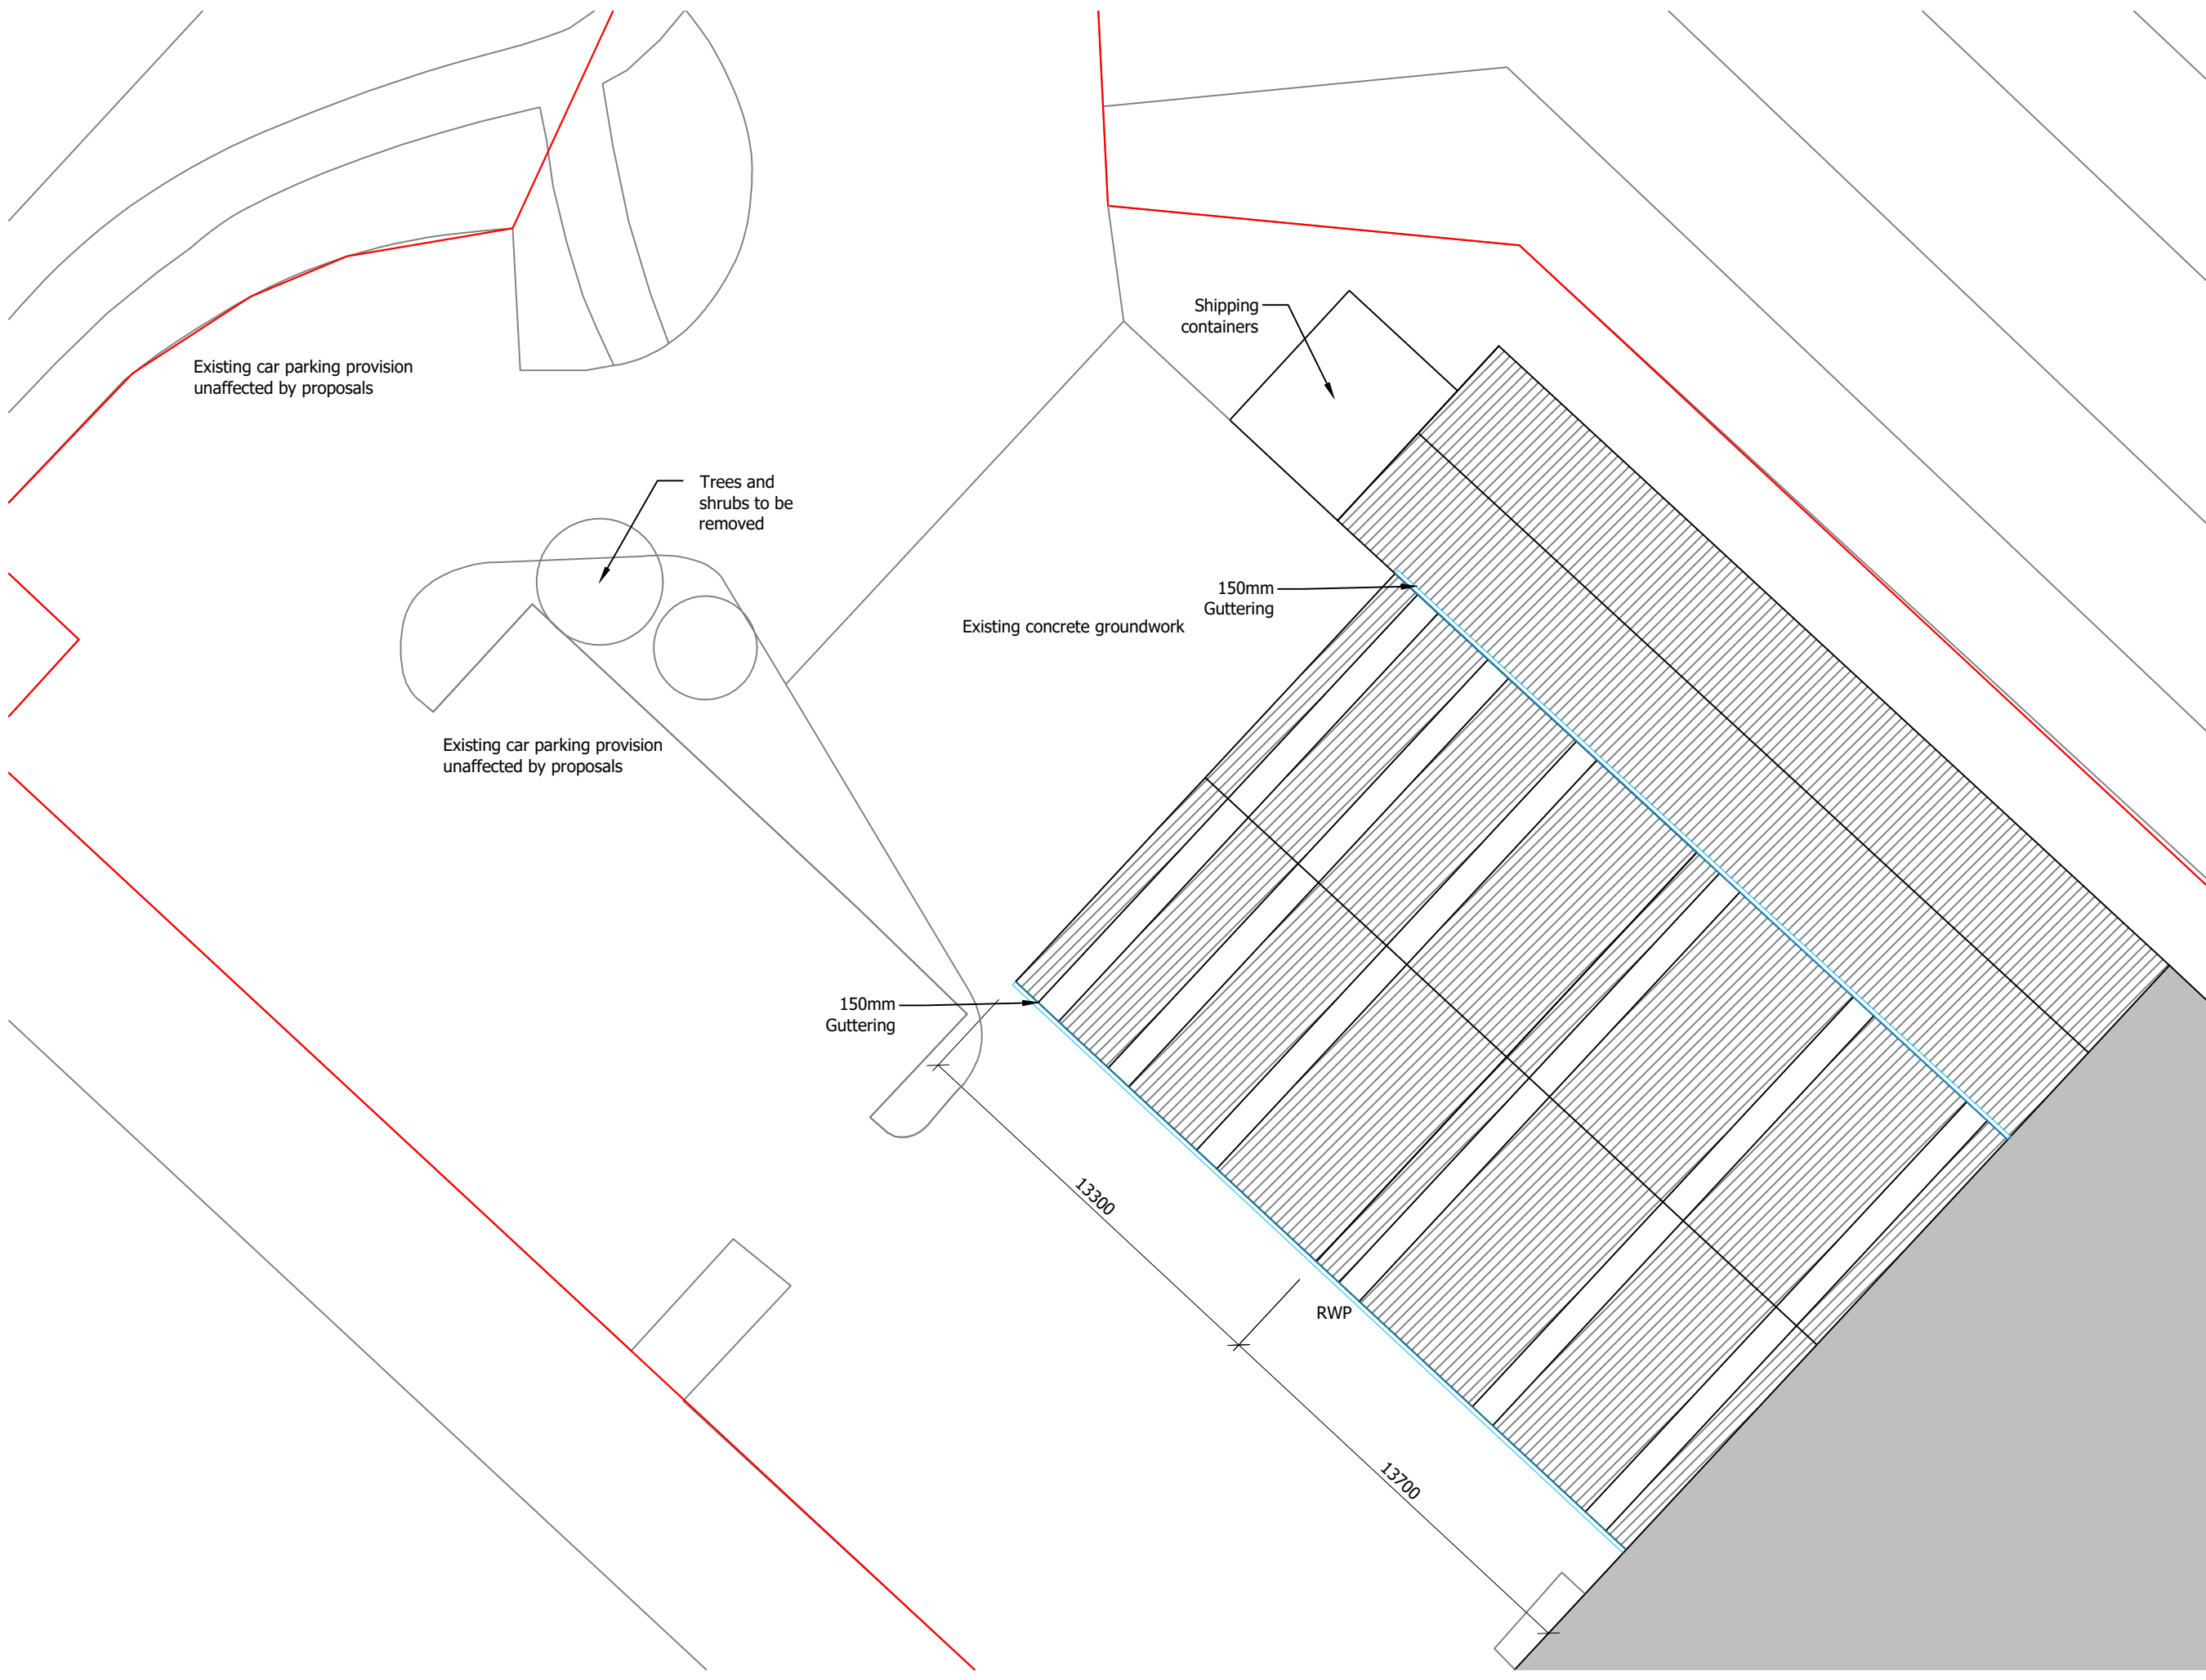 Shipping
containers
Existing car parking provision
unaffected by proposals
Trees and
shrubs to be
removed
150mm
Guttering
Existing concrete groundwork
Existing car parking provision
unaffected by proposals
150mm
Guttering
13300
RWP
13700